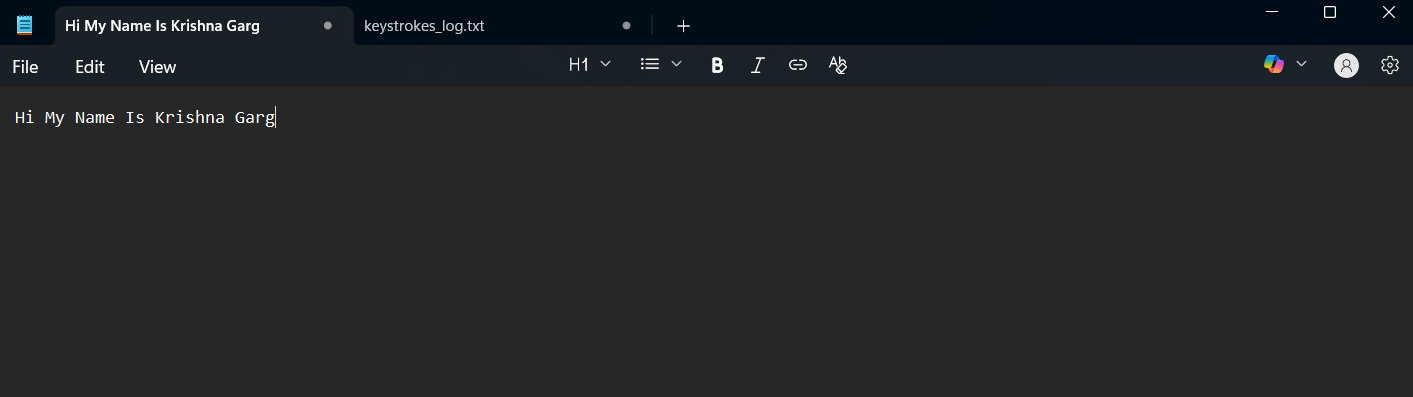 Hi My Name Is Krishna Garg keystrokes_log.txt
File Edit View H1 B I
Hi My Name Is Krishna Garg